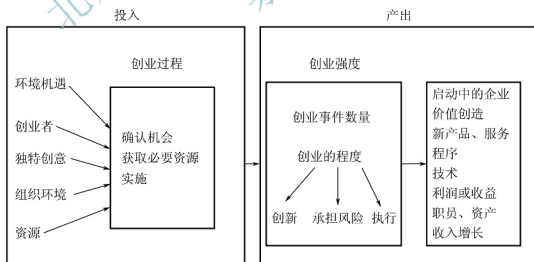 投入
产出
创业过程
创业强度
环境机遇
创业者
独特创意
组织环境
资源
确认机会
获取必要资源
实施
创业事件数量
创业的程度
创新 承担风险 执行
启动中的企业
价值创造
新产品、服务
程序
技术
利润或收益
职员、资产
收入增长